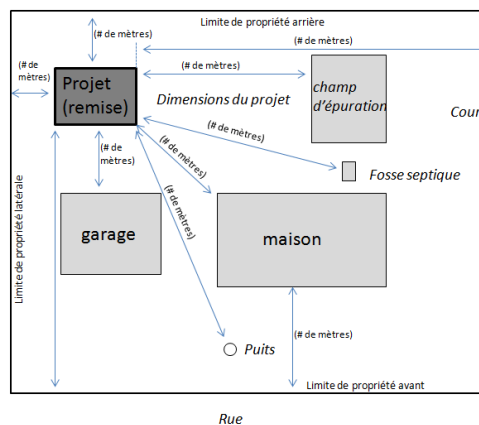 Limite de propriété arrière
(# de mètres)
(# de mètres)
(# de
mètres)
(# de mètres)
Projet
(remise)
Dimensions du projet
champ
d'épuration
Cour
(# de mètres)
(# de mètres)
(# de
mètres)
Fosse septique
(# de mètres)
Limite de propriété latérale
garage
maison
(# de mètres)
Puits
Limite de propriété avant
Rue